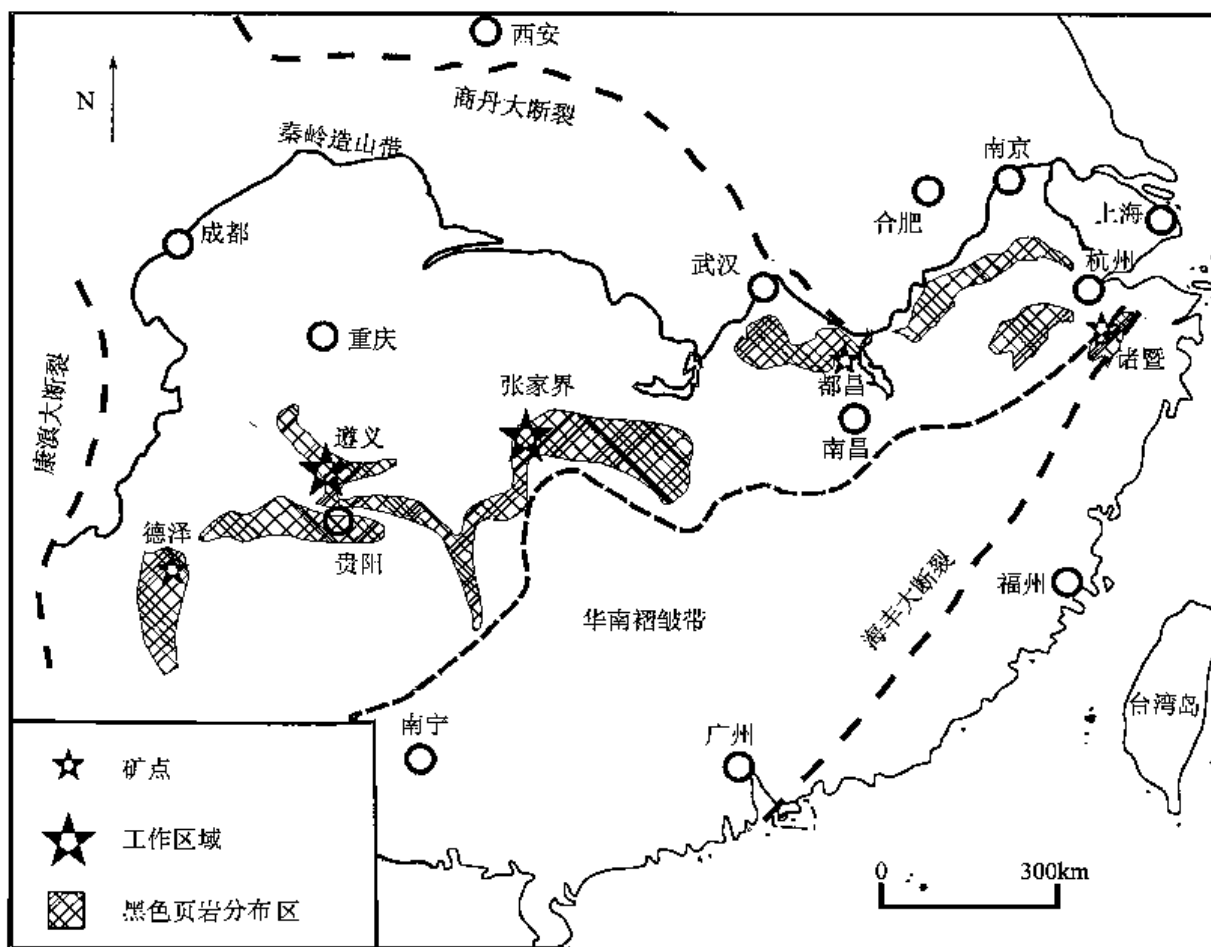 西安
N
商丹大断裂
秦岭造山带
南京
合肥
上海
成都
武汉
杭州
重庆
诸暨
都昌
张家界
康滇大断裂
遵义
南昌
德泽
贵阳
福州
华南褶皱带
海丰大断裂
台湾岛
南宁
广州
矿点
工作区域
黑色页岩分布区
0 300km